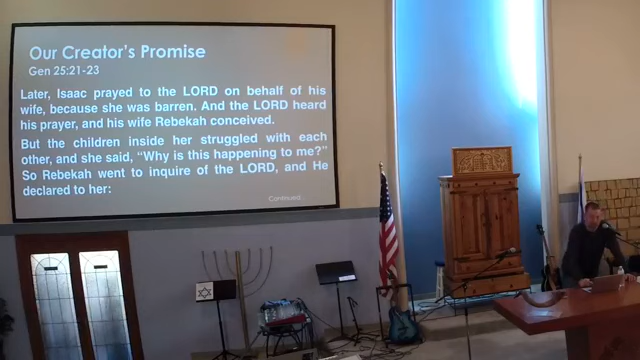 Our Creator's Promise
Gen 25:21-23
Later, Isaac prayed to the LORD on behalf of his
wife, because she was barren. And the LORD heard
his prayer, and his wife Rebekah conceived.
But the children inside her struggled with each
other, and she said, “Why is this happening to me?”
So Rebekah went to inquire of the LORD, and He
declared to her:
Continued